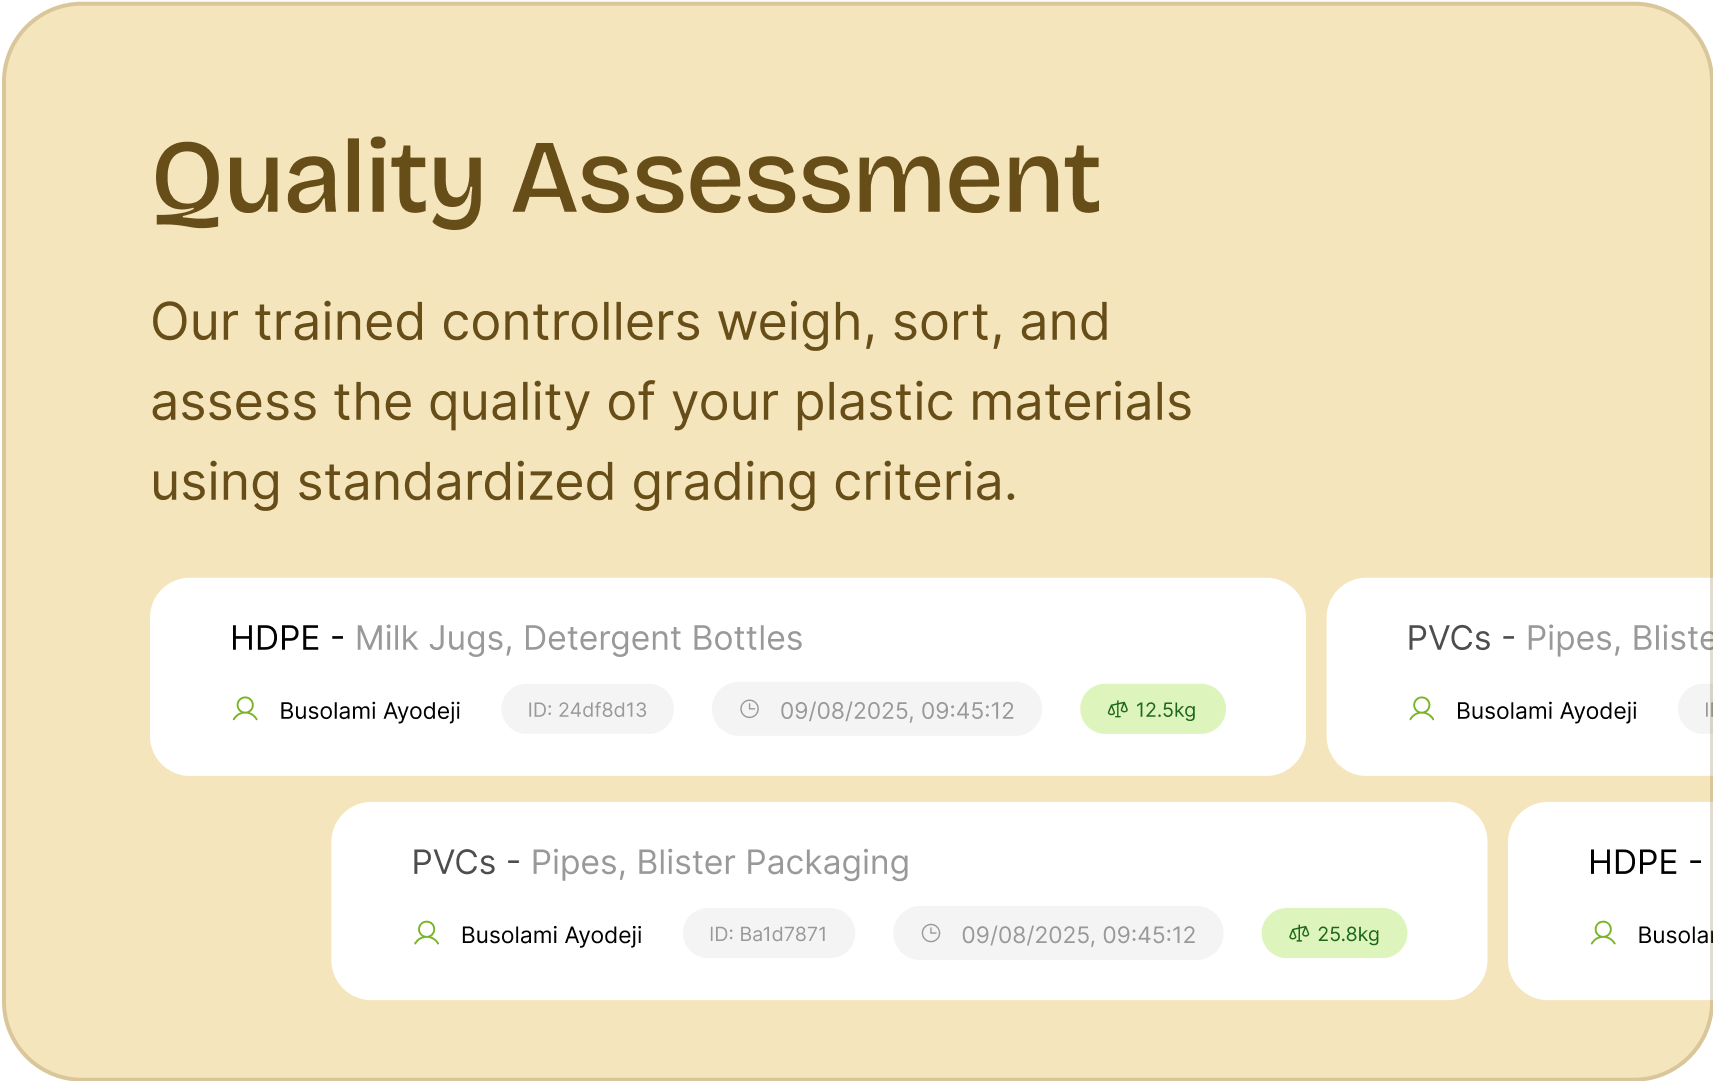 Quality Assessment
Our trained controllers weigh, sort, and
assess the quality of your plastic materials
using standardized grading criteria.
HDPE - Milk Jugs, Detergent Bottles
Busolami Ayodeji ID: 24df8d13 09/08/2025, 09:45:12 12.5kg
PVCs - Pipes,
Busolami Ayodeji
PVCs - Pipes, Blister Packaging
Busolami Ayodeji ID: Ba1d7871 09/08/2025, 09:45:12 25.8kg
HDPE -